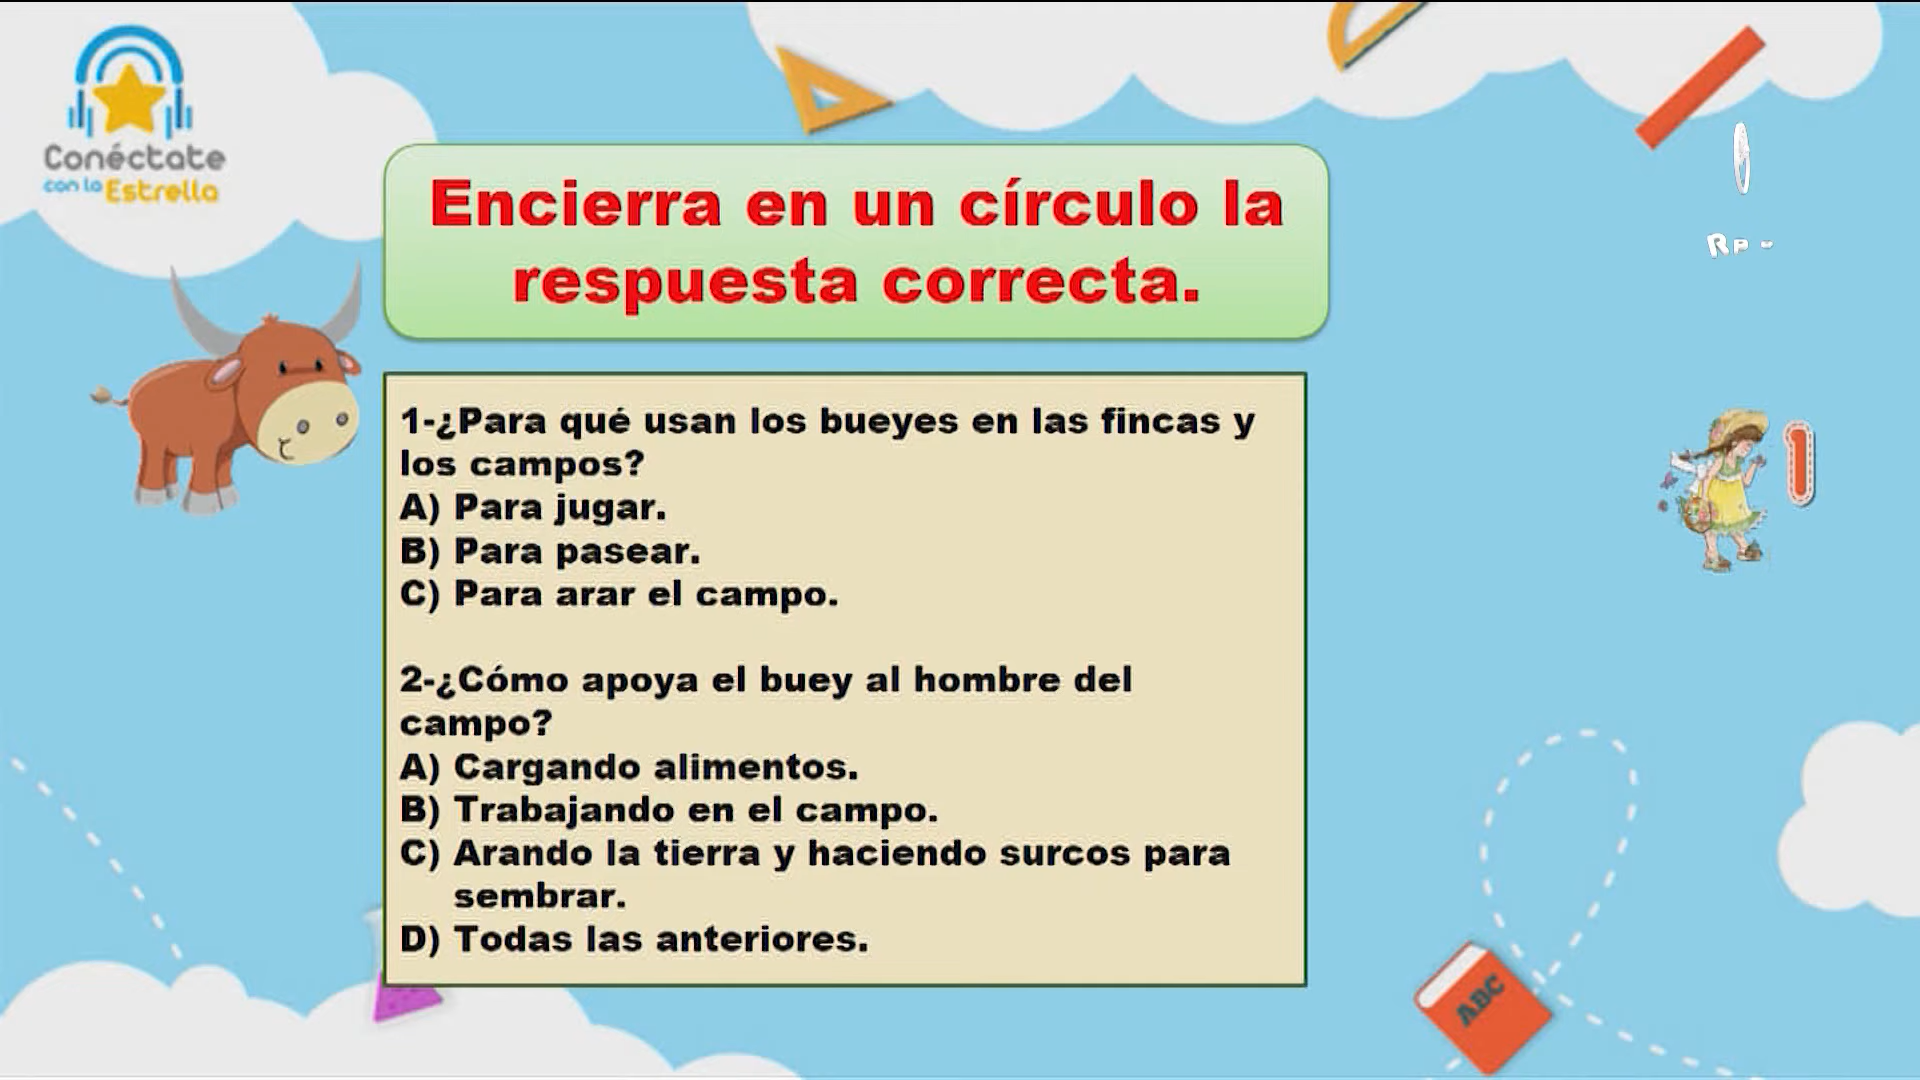 Conéctate
con la Estrella
Encierra en un círculo la
respuesta correcta.
RP -
1-¿Para qué usan los bueyes en las fincas y
los campos?
A) Para jugar.
B) Para pasear.
C) Para arar el campo.
2-¿Cómo apoya el buey al hombre del
campo?
A) Cargando alimentos.
B) Trabajando en el campo.
C) Arando la tierra y haciendo surcos para
sembrar.
D) Todas las anteriores.
ABC